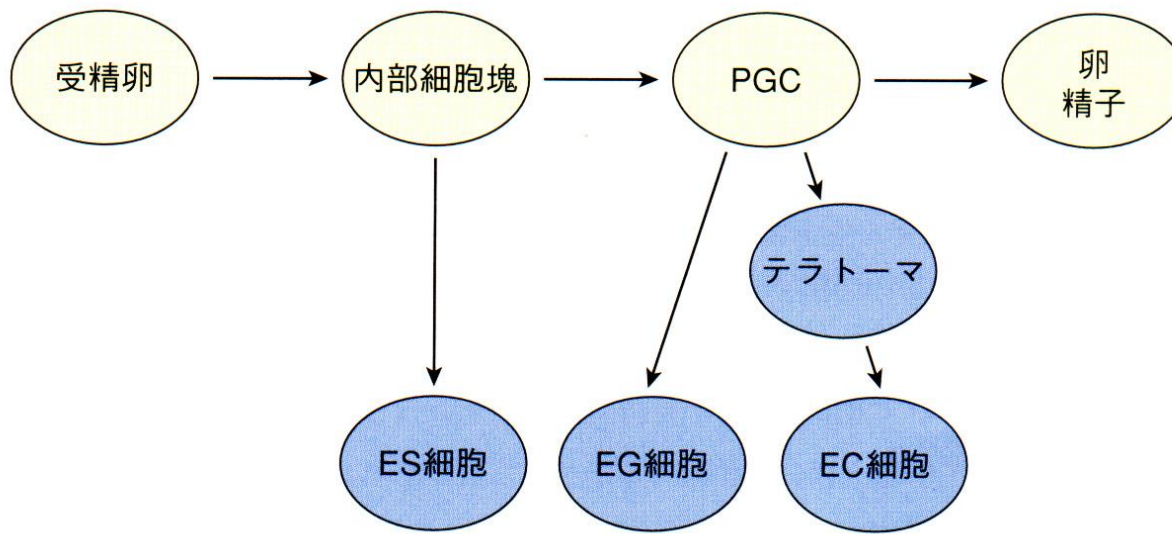 受精卵
内部細胞塊
PGC
卵
精子
テラトーマ
ES細胞
EG細胞
EC細胞